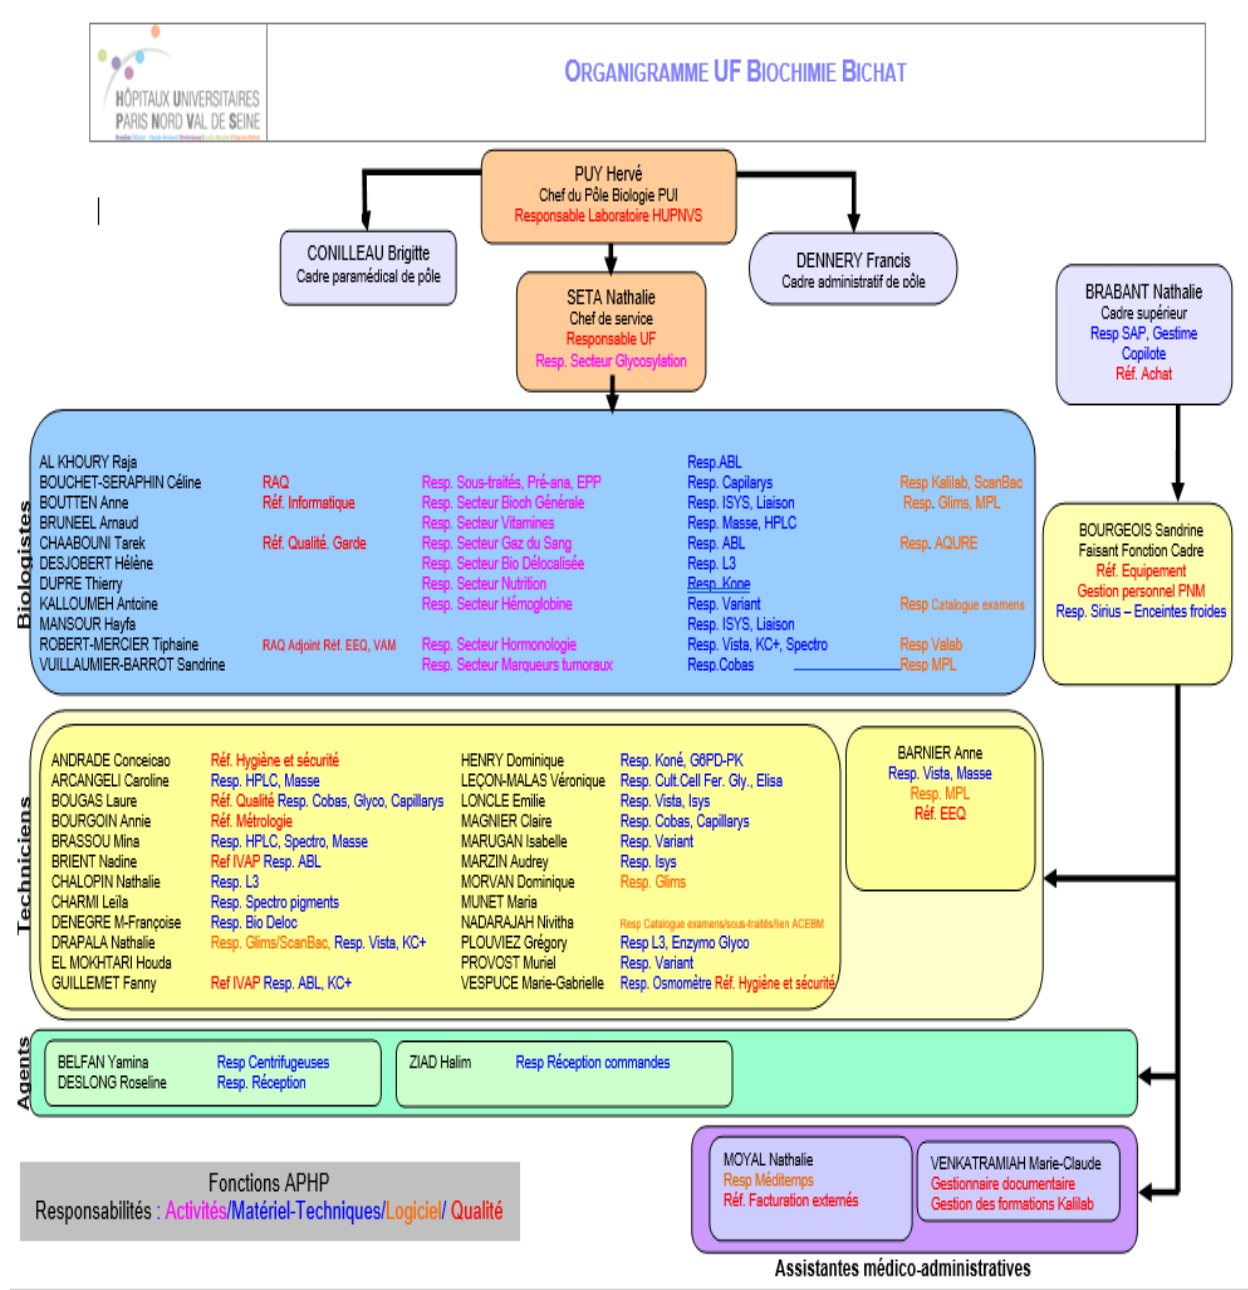 ORGANIGRAMME UF BIOCHIMIE BICHAT
HÔPITAUX UNIVERSITAIRES
PARIS NORD VAL DE SEINE
PUY Hervé
Chef du Pôle Biologie PUI
Responsable Laboratoire HUPNVS
CONILLEAU Brigitte
Cadre paramédical de pôle
DENNERY Francis
Cadre administratif de pôle
SETA Nathalie
Chef de service
Responsable UF
Resp. Secteur Glycosylation
BRABANT Nathalie
Cadre supérieur
Resp SAP, Gestime
Copilote
Réf. Achat
Biologistes
AL KHOURY Raja Resp.ABL
BOUCHET-SERAPHIN Céline RAQ Resp. Sous-traités, Pré-ana, EPP Resp. Capilarys Resp Kalilab, ScanBac
BOUTTEN Anne Réf. Informatique Resp. Secteur Bioch Générale Resp. ISYS, Liaison Resp. Glims, MPL
BRUNEEL Arnaud Resp. Secteur Vitamines Resp. Masse, HPLC
CHAABOUNI Tarek Réf. Qualité. Garde Resp. Secteur Gaz du Sang Resp. ABL Resp. AQURE
DESJOBERT Hélène Resp. Secteur Bio Délocalisée Resp. L3
DUPRE Thierry Resp. Secteur Nutrition Resp. Kone
KALLOUMEH Antoine Resp. Secteur Hémoglobine Resp. Variant Resp Catalogue examens
MANSOUR Hayfa Resp. ISYS, Liaison
ROBERT-MERCIER Tiphaine RAQ Adjoint Réf. EEQ, VAM Resp. Secteur Hormonologie Resp. Vista, KC+, Spectro Resp Valab
VUILLAUMIER-BARROT Sandrine Resp. Secteur Marqueurs tumoraux Resp.Cobas Resp MPL
BOURGEOIS Sandrine
Faisant Fonction Cadre
Réf. Equipement
Gestion personnel PNM
Resp. Sirius – Enceintes froides
Techniciens
ANDRADE Conceicao Réf. Hygiène et sécurité HENRY Dominique Resp. Koné, G6PD-PK
ARCANGELI Caroline Resp. HPLC, Masse LEÇON-MALAS Véronique Resp. Cult.Cell Fer. Gly., Elisa
BOUGAS Laure Réf. Qualité Resp. Cobas, Glyco, Capillarys LONCLE Emilie Resp. Vista, Isys
BOURGOIN Annie Réf. Métrologie MAGNIER Claire Resp. Cobas, Capillarys
BRASSOU Mina Resp. HPLC, Spectro, Masse MARUGAN Isabelle Resp. Variant
BRIENT Nadine Ref IVAP Resp. ABL MARZIN Audrey Resp. Isys
CHALOPIN Nathalie Resp. L3 MORVAN Dominique Resp. Glims
CHARMI Leïla Resp. Spectro pigments MUNET Maria
DENEGRE M-Françoise Resp. Bio Deloc NADARAJAH Nivitha Resp Catalogue examens/sous-traités/lien ACEBM
DRAPALA Nathalie Resp. Glims/ScanBac, Resp. Vista, KC+ PLOUVIEZ Grégory Resp L3, Enzymo Glyco
EL MOKHTARI Houda PROVOST Muriel Resp. Variant
GUILLEMET Fanny Ref IVAP Resp. ABL, KC+ VESPUCE Marie-Gabrielle Resp. Osmomètre Réf. Hygiène et sécurité
BARNIER Anne
Resp. Vista, Masse
Resp. MPL
Réf. EEQ
Agents
BELFAN Yamina Resp Centrifugeuses
DESLONG Roseline Resp. Réception
ZIAD Halim Resp Réception commandes
MOYAL Nathalie
Resp Méditemps
Réf. Facturation externés
VENKATRAMIAH Marie-Claude
Gestionnaire documentaire
Gestion des formations Kalilab
Assistantes médico-administratives
Fonctions APHP
Responsabilités : Activités/Matériel-Techniques/Logiciel/ Qualité